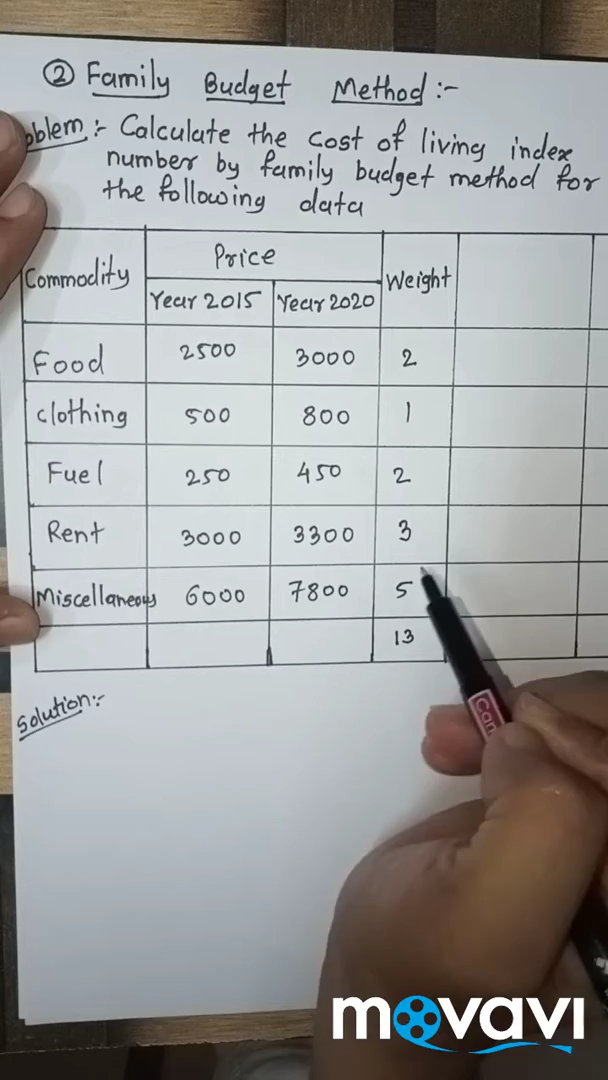 ② Family Budget Method :-
oblem :- Calculate the cost of living index
number by family budget method for
the following data
Commodity Price Weight
Year 2015 Year 2020
Food 2500 3000 2
clothing 500 800 1
Fuel 250 450 2
Rent 3000 3300 3
Miscellaneous 6000 7800 5
13
Solution:-
Cam
movavi